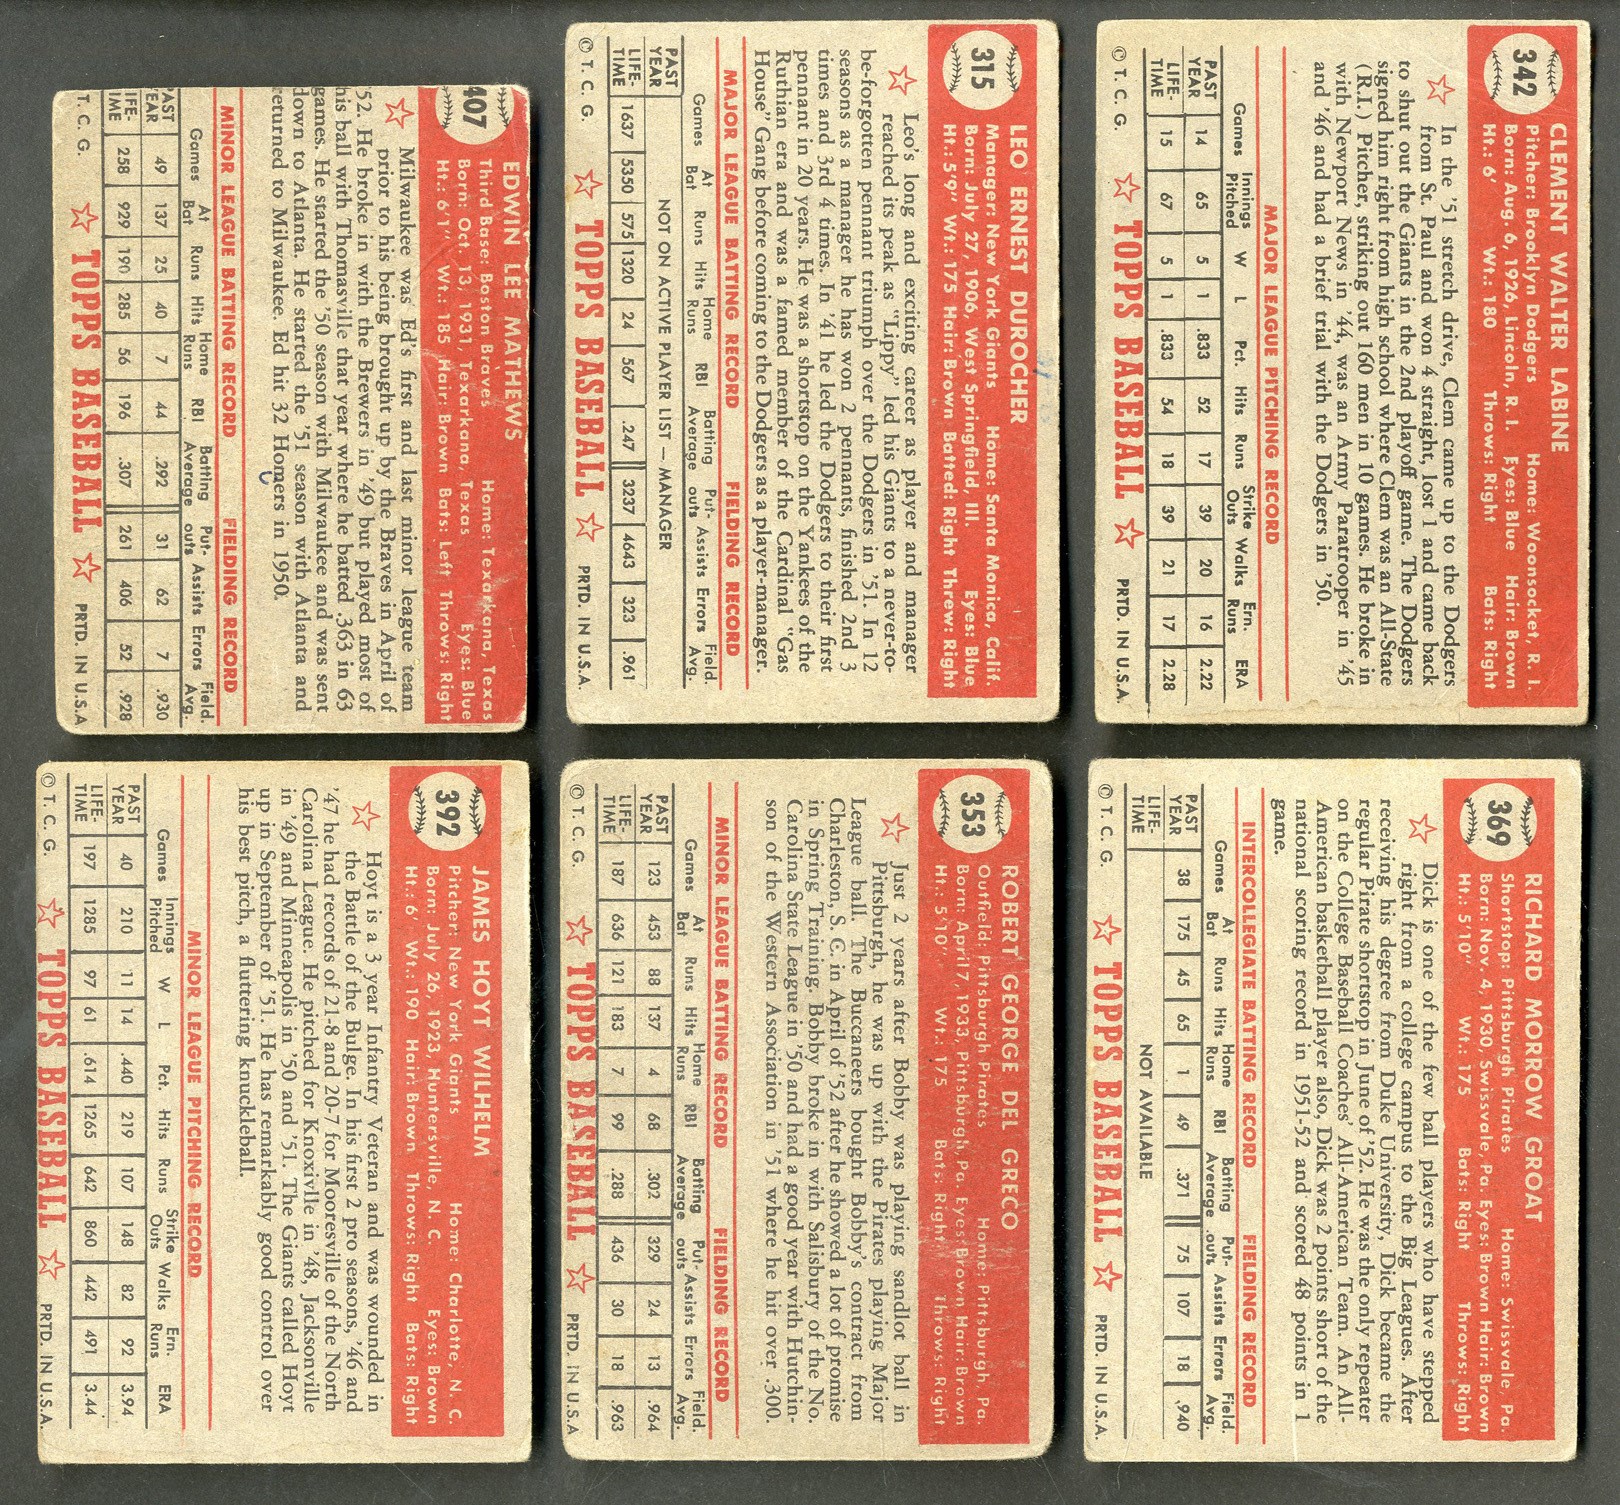 342
CLEMENT WALTER LABINE
Pitcher: Brooklyn Dodgers Home: Woonsocket, R. I.
Born: Aug. 6, 1926, Lincoln, R. I. Eyes: Blue Hair: Brown
Ht.: 6' Wt.: 180 Throws: Right Bats: Right
In the '51 stretch drive, Clem came up to the Dodgers
from St. Paul and won 4 straight, lost 1 and came back
to shut out the Giants in the 2nd playoff game. The Dodgers
signed him right from high school where Clem was an All-State
(R.I.) Pitcher, striking out 160 men in 10 games. He broke in
with Newport News in '44, was an Army Paratrooper in '45
and '46 and had a brief trial with the Dodgers in '50.
MAJOR LEAGUE PITCHING RECORD
Games Innings Pitched W L Pct. Hits Runs Strike Outs Walks Ern. Runs ERA
PAST YEAR 14 65 5 1 .833 52 17 39 20 16 2.22
LIFE-TIME 15 67 5 1 .833 54 18 39 21 17 2.28
© T. C. G. ☆ TOPPS BASEBALL ☆ PRTD. IN U.S.A.
315
LEO ERNEST DUROCHER
Manager: New York Giants Home: Santa Monica, Calif.
Born: July 27, 1906, West Springfield, Ill. Eyes: Blue
Ht.: 5'9" Wt.: 175 Hair: Brown Batted: Right Threw: Right
Leo's long and exciting career as player and manager
reached its peak as "Lippy" led his Giants to a never-to-
be-forgotten pennant triumph over the Dodgers in '51. In 12
seasons as a manager he has won 2 pennants, finished 2nd 3
times and 3rd 4 times. In '41 he led the Dodgers to their first
pennant in 20 years. He was a shortstop on the Yankees of the
Ruthian era and was a famed member of the Cardinal "Gas
House" Gang before coming to the Dodgers as a player-manager.
MAJOR LEAGUE BATTING RECORD FIELDING RECORD
Games At Bat Runs Hits Home Runs RBI Batting Average Put-outs Assists Errors Field. Avg.
PAST YEAR NOT ON ACTIVE PLAYER LIST — MANAGER
LIFE-TIME 1637 5350 575 1320 24 567 .247 3237 4643 323 .961
© T. C. G. ☆ TOPPS BASEBALL ☆ PRTD. IN U.S.A.
407
EDWIN LEE MATHEWS
Third Base: Boston Braves Home: Texarkana, Texas
Born: Oct. 13, 1931, Texarkana, Texas Eyes: Blue
Ht.: 6'1" Wt.: 185 Hair: Brown Bats: Left Throws: Right
Milwaukee was Ed's first and last minor league team
prior to his being brought up by the Braves in April of
'52. He broke in with the Brewers in '49 but played most of
his ball with Thomasville that year where he batted .363 in 63
games. He started the '50 season with Milwaukee and was sent
down to Atlanta. He started the '51 season with Atlanta and
returned to Milwaukee. Ed hit 32 Homers in 1950.
MINOR LEAGUE BATTING RECORD FIELDING RECORD
Games At Bat Runs Hits Home Runs RBI Batting Average Put-outs Assists Errors Field. Avg.
PAST YEAR 49 137 25 40 7 44 .292 31 62 7 .930
IFE-IME 258 929 190 285 56 196 .307 261 406 52 .928
T. C. G. ☆ TOPPS BASEBALL ☆ PRTD. IN U.S.A
369
RICHARD MORROW GROAT
Shortstop: Pittsburgh Pirates Home: Swissvale, Pa.
Born: Nov. 4, 1930, Swissvale, Pa. Eyes: Brown Hair: Brown
Ht.: 5'10" Wt.: 175 Bats: Right Throws: Right
Dick is one of the few ball players who have stepped
right from a college campus to the Big Leagues. After
receiving his degree from Duke University, Dick became the
regular Pirate shortstop in June of '52. He was the only repeater
on the College Baseball Coaches' All-American Team. An All-
American basketball player also, Dick was 2 points short of the
national scoring record in 1951-52 and scored 48 points in 1
game.
INTERCOLLEGIATE BATTING RECORD FIELDING RECORD
Games At Bat Runs Hits Home Runs RBI Batting Average Put-outs Assists Errors Field. Avg.
PAST YEAR 38 175 45 65 1 49 .371 75 107 18 .940
LIFE-TIME NOT AVAILABLE
© T. C. G. ☆ TOPPS BASEBALL ☆ PRTD. IN U.S.A.
353
ROBERT GEORGE DEL GRECO
Outfield: Pittsburgh Pirates Home: Pittsburgh, Pa.
Born: April 7, 1933, Pittsburgh, Pa. Eyes: Brown Hair: Brown
Ht.: 5'10" Wt.: 175 Bats: Right Throws: Right
Just 2 years after Bobby was playing sandlot ball in
Pittsburgh, he was up with the Pirates playing Major
League ball. The Buccaneers bought Bobby's contract from
Charleston, S. C. in April of '52 after he showed a lot of promise
in Spring Training. Bobby broke in with Salisbury of the No.
Carolina State League in '50 and had a good year with Hutchin-
son of the Western Association in '51 where he hit over .300.
MINOR LEAGUE BATTING RECORD FIELDING RECORD
Games At Bat Runs Hits Home Runs RBI Batting Average Put-outs Assists Errors Field. Avg.
PAST YEAR 123 453 88 137 4 68 .302 329 24 13 .964
LIFE-TIME 187 636 121 183 7 99 .288 436 30 18 .963
© T. C. G. ☆ TOPPS BASEBALL ☆ PRTD. IN U.S.A
392
JAMES HOYT WILHELM
Pitcher: New York Giants Home: Charlotte, N. C.
Born: July 26, 1923, Huntersville, N. C. Eyes: Brown
Ht.: 6' Wt.: 190 Hair: Brown Throws: Right Bats: Right
Hoyt is a 3 year Infantry Veteran and was wounded in
the Battle of the Bulge. In his first 2 pro seasons, '46 and
'47 he had records of 21-8 and 20-7 for Mooresville of the North
Carolina League. He pitched for Knoxville in '48, Jacksonville
in '49 and Minneapolis in '50 and '51. The Giants called Hoyt
up in September of '51. He has remarkably good control over
his best pitch, a fluttering knuckleball.
MINOR LEAGUE PITCHING RECORD
Games Innings Pitched W L Pct. Hits Runs Strike Outs Walks Ern. Runs ERA
PAST YEAR 40 210 11 14 .440 219 107 148 82 92 3.94
LIFE-TIME 197 1285 97 61 .614 1265 642 860 442 491 3.44
© T. C. G. ☆ TOPPS BASEBALL ☆ PRTD. IN U.S.A.